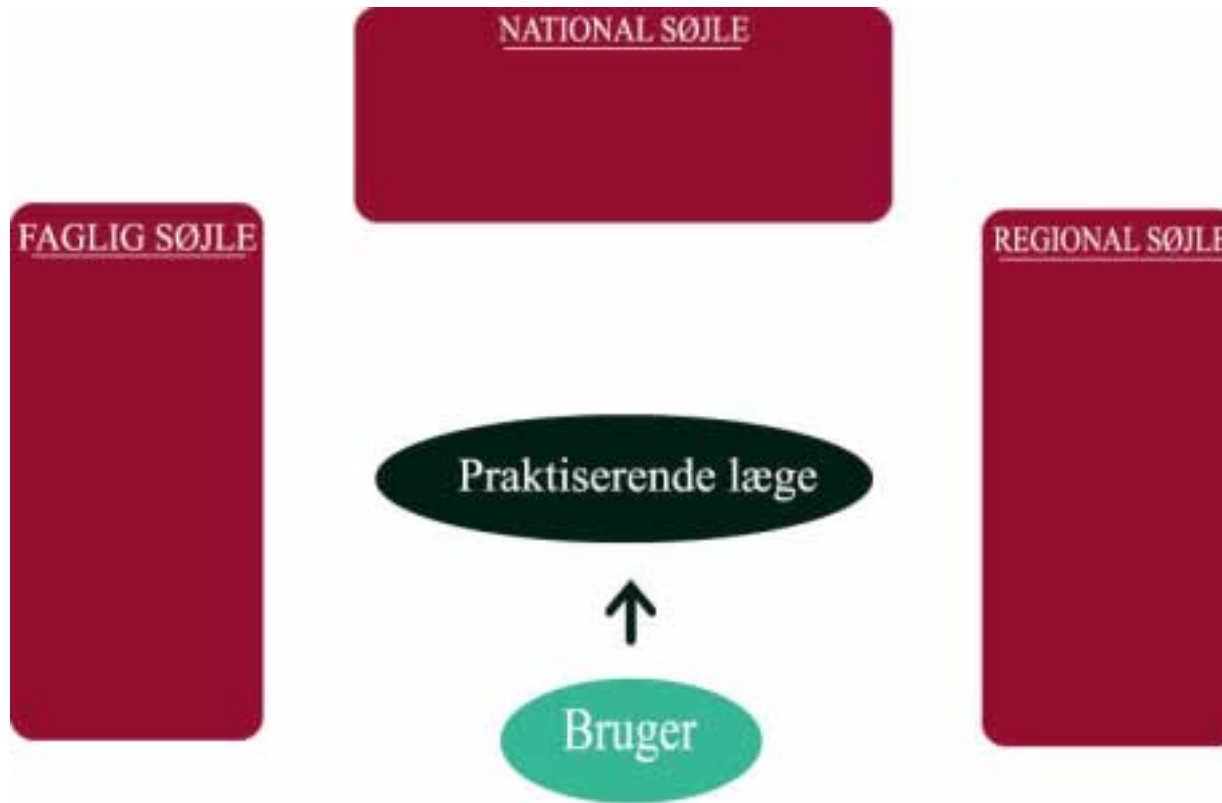 NATIONAL SØJLE
FAGLIG SØJLE
REGIONAL SØJLE
Praktiserende læge
Bruger